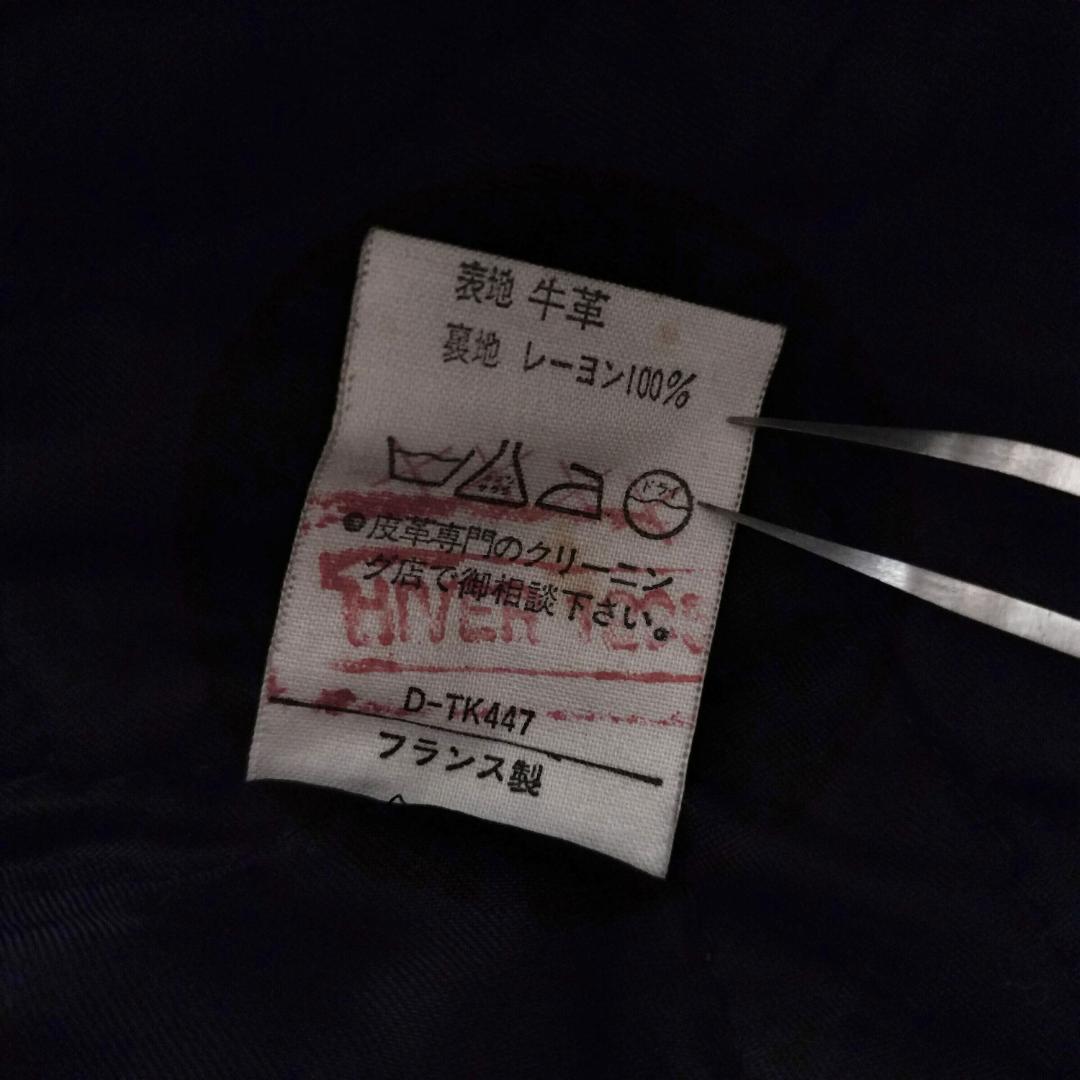 表地 牛革
裏地 レーヨン100%
ドライ
●皮革専門のクリーニン
グ店で御相談下さい。
HIVER
D-TK447
フランス製